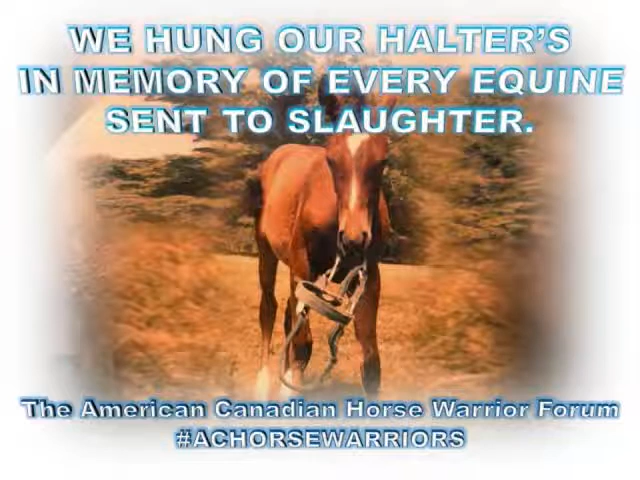 WE HUNG OUR HALTER'S
IN MEMORY OF EVERY EQUINE
SENT TO SLAUGHTER.
The American Canadian Horse Warrior Forum
#ACHORSEWARRIORS